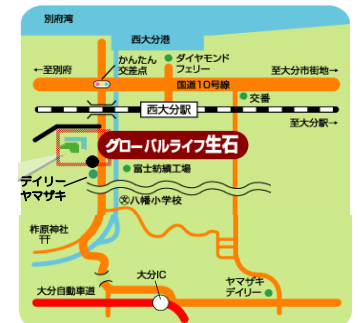 別府湾
西大分港
かんたん
交差点
ダイヤモンド
フェリー
←至別府
国道10号線
至大分市街地→
交番
西大分駅
至大分駅→
グローバルライフ生石
デイリー
ヤマザキ
富士紡績工場
文八幡小学校
柞原神社
大分IC
ヤマザキ
デイリー
大分自動車道